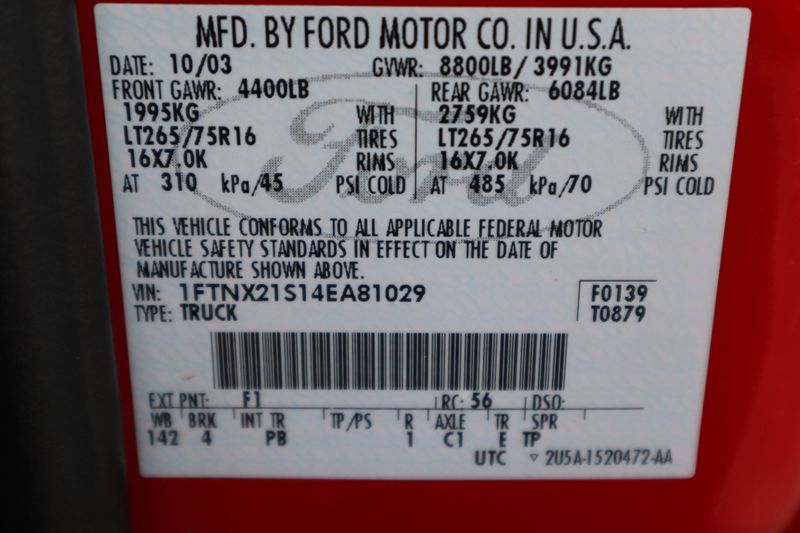 MFD. BY FORD MOTOR CO. IN U.S.A.
DATE: 10/03 GVWR: 8800LB/ 3991KG
FRONT GAWR: 4400LB REAR GAWR: 6084LB
1995KG WITH 2759KG WITH
LT265/75R16 TIRES LT265/75R16 TIRES
16X7.0K RIMS 16X7.0K RIMS
AT 310 kPa/45 PSI COLD AT 485 kPa/70 PSI COLD
Ford
THIS VEHICLE CONFORMS TO ALL APPLICABLE FEDERAL MOTOR
VEHICLE SAFETY STANDARDS IN EFFECT ON THE DATE OF
MANUFACTURE SHOWN ABOVE.
VIN: 1FTNX21S14EA81029 F0139
TYPE: TRUCK T0879
EXT PNT: F1 RC: 56 DSO:
WB BRK INT TR TP/PS R AXLE TR SPR
142 4 PB 1 C1 E TP
UTC ▽ 2U5A-1520472-AA